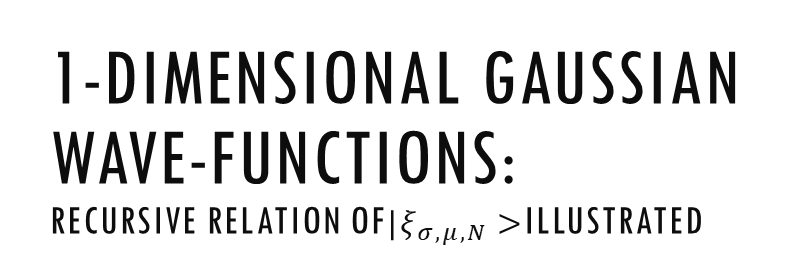 1-DIMENSIONAL GAUSSIAN
WAVE-FUNCTIONS:
RECURSIVE RELATION OF|ξσ,μ,N >ILLUSTRATED